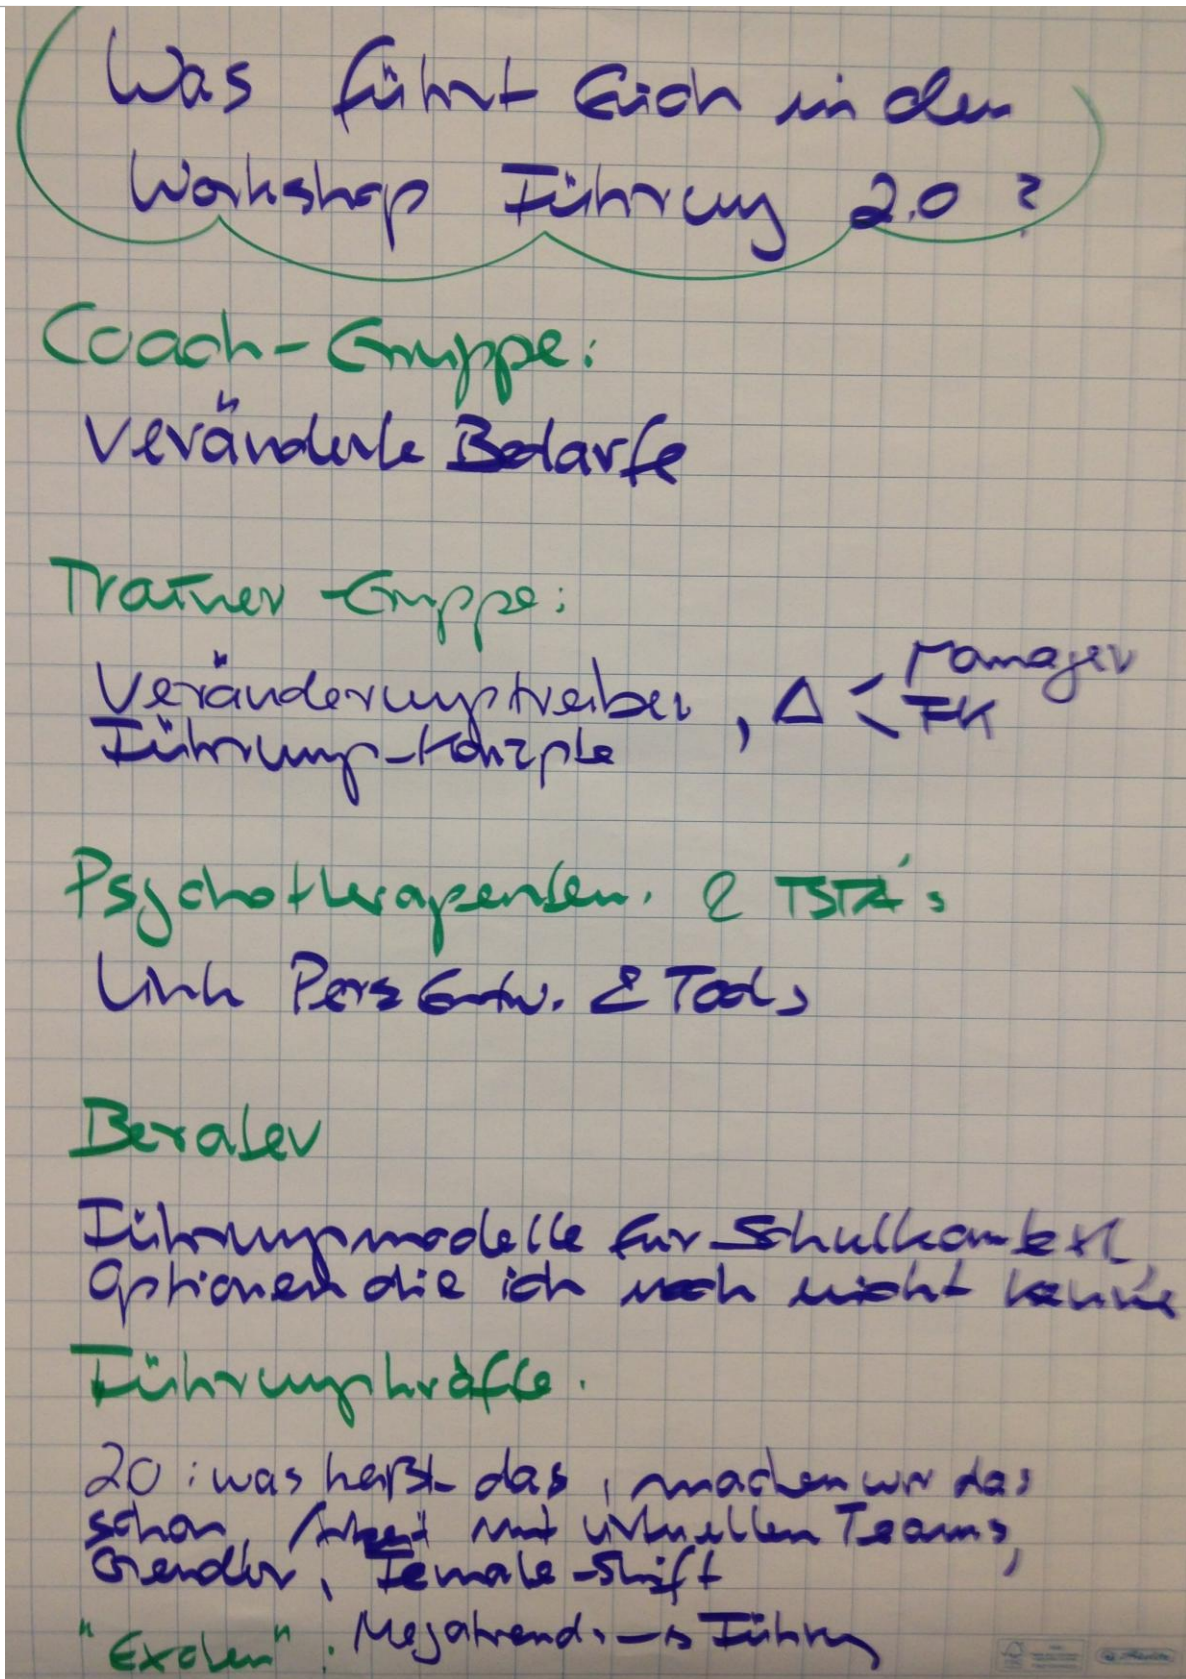 Was führt Euch in den
Workshop Führung 2.0 ?
Coach-Gruppe:
Veränderte Bedarfe
Trainer-Gruppe:
Veränderungstreiber, Δ < Manager
FK
Führungs-Konzepte
Psychotherapeuten. & TSTA's
Link Pers Entw. & Tools
Berater
Führungsmodelle für Schulkontext,
Optionen die ich noch nicht kenne
Führungskräfte.
20: was heißt das, machen wir das
schon, Arbeit mit virtuellen Teams,
Gender, Female-Shift
"Exoten": Megatrends → Führung